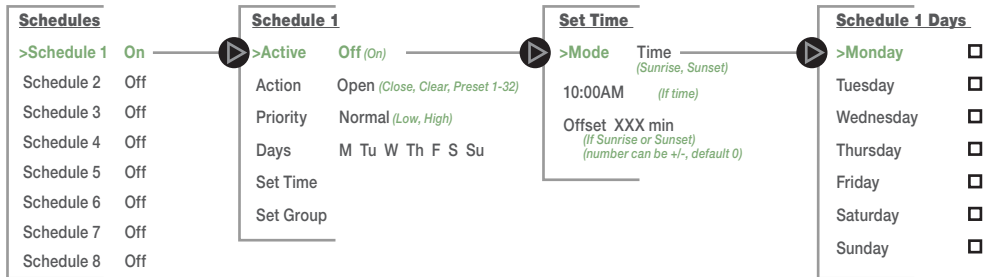 Schedules
>Schedule 1 On
Schedule 2 Off
Schedule 3 Off
Schedule 4 Off
Schedule 5 Off
Schedule 6 Off
Schedule 7 Off
Schedule 8 Off
Schedule 1
>Active Off (On)
Action Open (Close, Clear, Preset 1-32)
Priority Normal (Low, High)
Days M Tu W Th F S Su
Set Time
Set Group
Set Time
>Mode Time
(Sunrise, Sunset)
10:00AM (If time)
Offset XXX min
(If Sunrise or Sunset)
(number can be +/-, default 0)
Schedule 1 Days
>Monday
Tuesday
Wednesday
Thursday
Friday
Saturday
Sunday